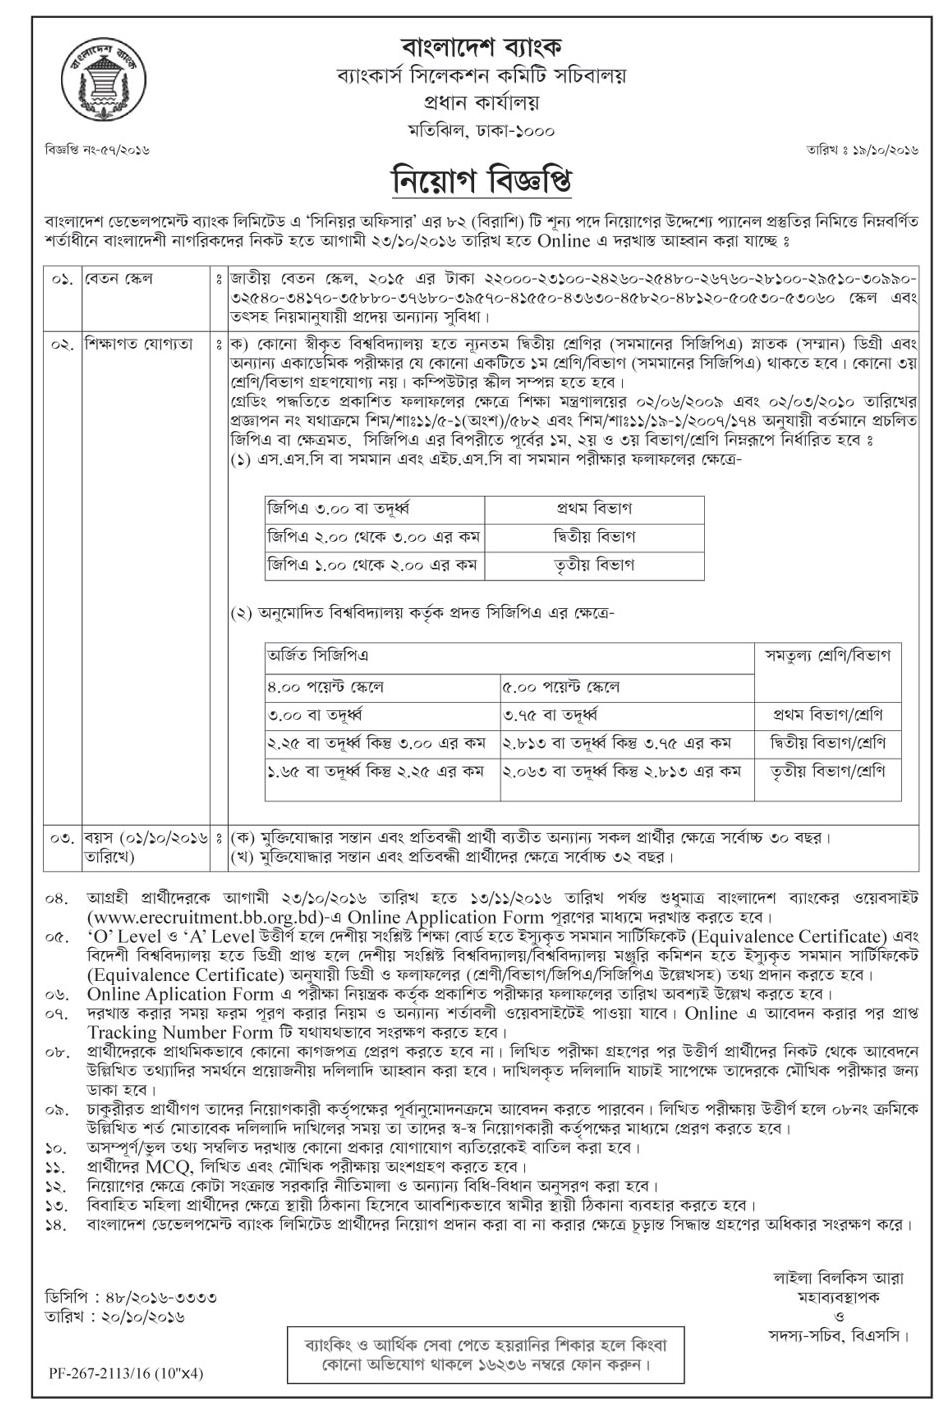 বাংলাদেশ ব্যাংক
বাংলাদেশ ব্যাংক
ব্যাংকার্স সিলেকশন কমিটি সচিবালয়
প্রধান কার্যালয়
মতিঝিল, ঢাকা-১০০০
বিজ্ঞপ্তি নং-৫৭/২০১৬
তারিখ ঃ ১৯/১০/২০১৬
নিয়োগ বিজ্ঞপ্তি
বাংলাদেশ ডেভেলপমেন্ট ব্যাংক লিমিটেড এ ‘সিনিয়র অফিসার’ এর ৮২ (বিরাশি) টি শূন্য পদে নিয়োগের উদ্দেশ্যে প্যানেল প্রস্তুতির নিমিত্তে নিম্নবর্ণিত
শর্তাধীনে বাংলাদেশী নাগরিকদের নিকট হতে আগামী ২৩/১০/২০১৬ তারিখ হতে Online এ দরখাস্ত আহ্বান করা যাচ্ছে ঃ
০১. বেতন স্কেল ঃ জাতীয় বেতন স্কেল, ২০১৫ এর টাকা ২২০০০-২৩১০০-২৪২৬০-২৫৪৮০-২৬৭৬০-২৮১০০-২৯৫১০-৩০৯৯০-
৩২৫৪০-৩৪১৭০-৩৫৮৮০-৩৭৬৮০-৩৯৫৭০-৪১৫৫০-৪৩৬৩০-৪৫৮২০-৪৮১২০-৫০৫৩০-৫৩০৬০ স্কেল এবং
তৎসহ নিয়মানুযায়ী প্রদেয় অন্যান্য সুবিধা।
০২. শিক্ষাগত যোগ্যতা ঃ ক) কোনো স্বীকৃত বিশ্ববিদ্যালয় হতে ন্যূনতম দ্বিতীয় শ্রেণির (সমমানের সিজিপিএ) স্নাতক (সম্মান) ডিগ্রী এবং
অন্যান্য একাডেমিক পরীক্ষার যে কোনো একটিতে ১ম শ্রেণি/বিভাগ (সমমানের সিজিপিএ) থাকতে হবে। কোনো ৩য়
শ্রেণি/বিভাগ গ্রহণযোগ্য নয়। কম্পিউটার স্কীল সম্পন্ন হতে হবে।
গ্রেডিং পদ্ধতিতে প্রকাশিত ফলাফলের ক্ষেত্রে শিক্ষা মন্ত্রণালয়ের ০২/০৬/২০০৯ এবং ০২/০৩/২০১০ তারিখের
প্রজ্ঞাপন নং যথাক্রমে শিম/শাঃ১১/৫-১(অংশ)/৫৮২ এবং শিম/শাঃ১১/১৯-১/২০০৭/১৭৪ অনুযায়ী বর্তমানে প্রচলিত
জিপিএ বা ক্ষেত্রমত, সিজিপিএ এর বিপরীতে পূর্বের ১ম, ২য় ও ৩য় বিভাগ/শ্রেণি নিম্নরূপে নির্ধারিত হবে ঃ
(১) এস.এস.সি বা সমমান এবং এইচ.এস.সি বা সমমান পরীক্ষার ফলাফলের ক্ষেত্রে-
জিপিএ ৩.০০ বা তদূর্ধ্ব প্রথম বিভাগ
জিপিএ ২.০০ থেকে ৩.০০ এর কম দ্বিতীয় বিভাগ
জিপিএ ১.০০ থেকে ২.০০ এর কম তৃতীয় বিভাগ
(২) অনুমোদিত বিশ্ববিদ্যালয় কর্তৃক প্রদত্ত সিজিপিএ এর ক্ষেত্রে-
অর্জিত সিজিপিএ সমতুল্য শ্রেণি/বিভাগ
৪.০০ পয়েন্ট স্কেলে ৫.০০ পয়েন্ট স্কেলে
৩.০০ বা তদূর্ধ্ব ৩.৭৫ বা তদূর্ধ্ব প্রথম বিভাগ/শ্রেণি
২.২৫ বা তদূর্ধ্ব কিন্তু ৩.০০ এর কম ২.৮১৩ বা তদূর্ধ্ব কিন্তু ৩.৭৫ এর কম দ্বিতীয় বিভাগ/শ্রেণি
১.৬৫ বা তদূর্ধ্ব কিন্তু ২.২৫ এর কম ২.০৬৩ বা তদূর্ধ্ব কিন্তু ২.৮১৩ এর কম তৃতীয় বিভাগ/শ্রেণি
০৩. বয়স (০১/১০/২০১৬ ঃ (ক) মুক্তিযোদ্ধার সন্তান এবং প্রতিবন্ধী প্রার্থী ব্যতীত অন্যান্য সকল প্রার্থীর ক্ষেত্রে সর্বোচ্চ ৩০ বছর।
তারিখে) (খ) মুক্তিযোদ্ধার সন্তান এবং প্রতিবন্ধী প্রার্থীদের ক্ষেত্রে সর্বোচ্চ ৩২ বছর।
০৪. আগ্রহী প্রার্থীদেরকে আগামী ২৩/১০/২০১৬ তারিখ হতে ১৩/১১/২০১৬ তারিখ পর্যন্ত শুধুমাত্র বাংলাদেশ ব্যাংকের ওয়েবসাইট
(www.erecruitment.bb.org.bd)-এ Online Application Form পূরণের মাধ্যমে দরখাস্ত করতে হবে।
০৫. ‘O’ Level ও ‘A’ Level উত্তীর্ণ হলে দেশীয় সংশ্লিষ্ট শিক্ষা বোর্ড হতে ইস্যুকৃত সমমান সার্টিফিকেট (Equivalence Certificate) এবং
বিদেশী বিশ্ববিদ্যালয় হতে ডিগ্রী প্রাপ্ত হলে দেশীয় সংশ্লিষ্ট বিশ্ববিদ্যালয়/বিশ্ববিদ্যালয় মঞ্জুরি কমিশন হতে ইস্যুকৃত সমমান সার্টিফিকেট
(Equivalence Certificate) অনুযায়ী ডিগ্রী ও ফলাফলের (শ্রেণী/বিভাগ/জিপিএ/সিজিপিএ উল্লেখসহ) তথ্য প্রদান করতে হবে।
০৬. Online Aplication Form এ পরীক্ষা নিয়ন্ত্রক কর্তৃক প্রকাশিত পরীক্ষার ফলাফলের তারিখ অবশ্যই উল্লেখ করতে হবে।
০৭. দরখাস্ত করার সময় ফরম পূরণ করার নিয়ম ও অন্যান্য শর্তাবলী ওয়েবসাইটেই পাওয়া যাবে। Online এ আবেদন করার পর প্রাপ্ত
Tracking Number Form টি যথাযথভাবে সংরক্ষণ করতে হবে।
০৮. প্রার্থীদেরকে প্রাথমিকভাবে কোনো কাগজপত্র প্রেরণ করতে হবে না। লিখিত পরীক্ষা গ্রহণের পর উত্তীর্ণ প্রার্থীদের নিকট থেকে আবেদনে
উল্লিখিত তথ্যাদির সমর্থনে প্রয়োজনীয় দলিলাদি আহ্বান করা হবে। দাখিলকৃত দলিলাদি যাচাই সাপেক্ষে তাদেরকে মৌখিক পরীক্ষার জন্য
ডাকা হবে।
০৯. চাকুরীরত প্রার্থীগণ তাদের নিয়োগকারী কর্তৃপক্ষের পূর্বানুমোদনক্রমে আবেদন করতে পারবেন। লিখিত পরীক্ষায় উত্তীর্ণ হলে ০৮নং ক্রমিকে
উল্লিখিত শর্ত মোতাবেক দলিলাদি দাখিলের সময় তা তাদের স্ব-স্ব নিয়োগকারী কর্তৃপক্ষের মাধ্যমে প্রেরণ করতে হবে।
১০. অসম্পূর্ণ/ভুল তথ্য সম্বলিত দরখাস্ত কোনো প্রকার যোগাযোগ ব্যতিরেকেই বাতিল করা হবে।
১১. প্রার্থীদের MCQ, লিখিত এবং মৌখিক পরীক্ষায় অংশগ্রহণ করতে হবে।
১২. নিয়োগের ক্ষেত্রে কোটা সংক্রান্ত সরকারি নীতিমালা ও অন্যান্য বিধি-বিধান অনুসরণ করা হবে।
১৩. বিবাহিত মহিলা প্রার্থীদের ক্ষেত্রে স্থায়ী ঠিকানা হিসেবে আবশ্যিকভাবে স্বামীর স্থায়ী ঠিকানা ব্যবহার করতে হবে।
১৪. বাংলাদেশ ডেভেলপমেন্ট ব্যাংক লিমিটেড প্রার্থীদের নিয়োগ প্রদান করা বা না করার ক্ষেত্রে চূড়ান্ত সিদ্ধান্ত গ্রহণের অধিকার সংরক্ষণ করে।
লাইলা বিলকিস আরা
মহাব্যবস্থাপক
ও
সদস্য-সচিব, বিএসসি।
ডিসিপি : ৪৮/২০১৬-৩৩৩৩
তারিখ : ২০/১০/২০১৬
ব্যাংকিং ও আর্থিক সেবা পেতে হয়রানির শিকার হলে কিংবা
কোনো অভিযোগ থাকলে ১৬২৩৬ নম্বরে ফোন করুন।
PF-267-2113/16 (10"x4)